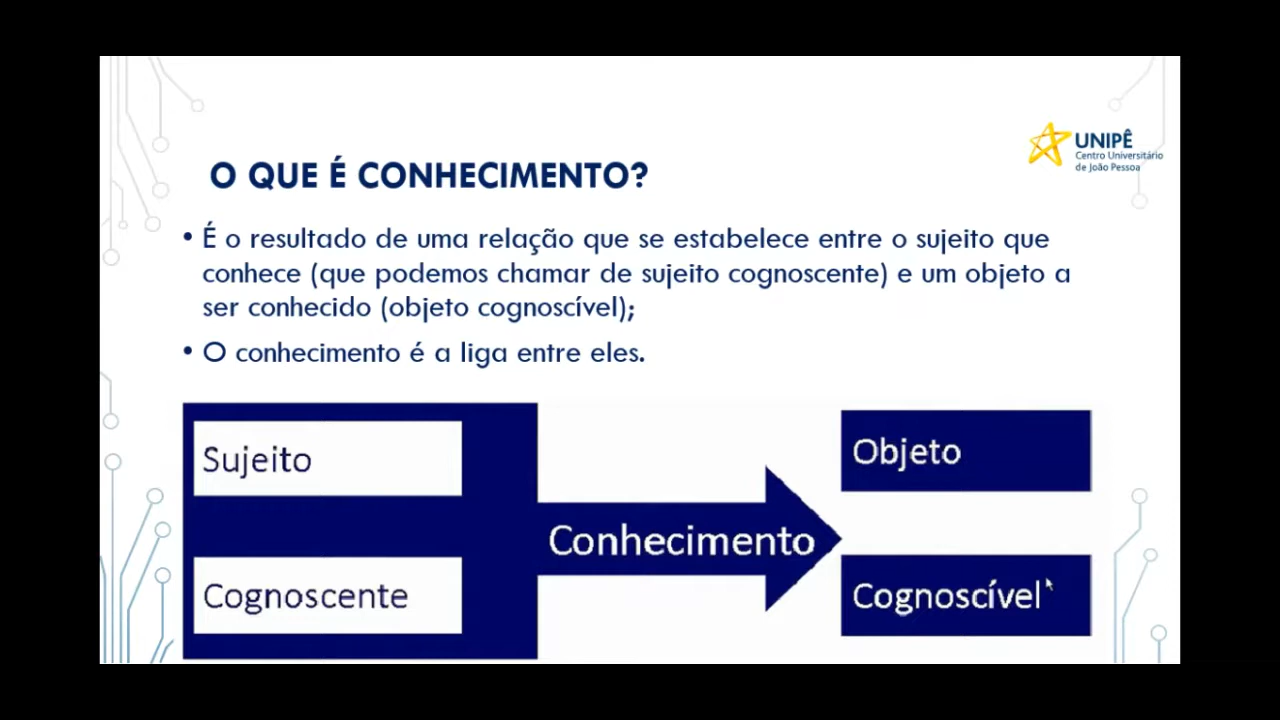 UNIPÊ
Centro Universitário
de João Pessoa
O QUE É CONHECIMENTO?
• É o resultado de uma relação que se estabelece entre o sujeito que
conhece (que podemos chamar de sujeito cognoscente) e um objeto a
ser conhecido (objeto cognoscível);
• O conhecimento é a liga entre eles.
Sujeito
Cognoscente
Conhecimento
Objeto
Cognoscível